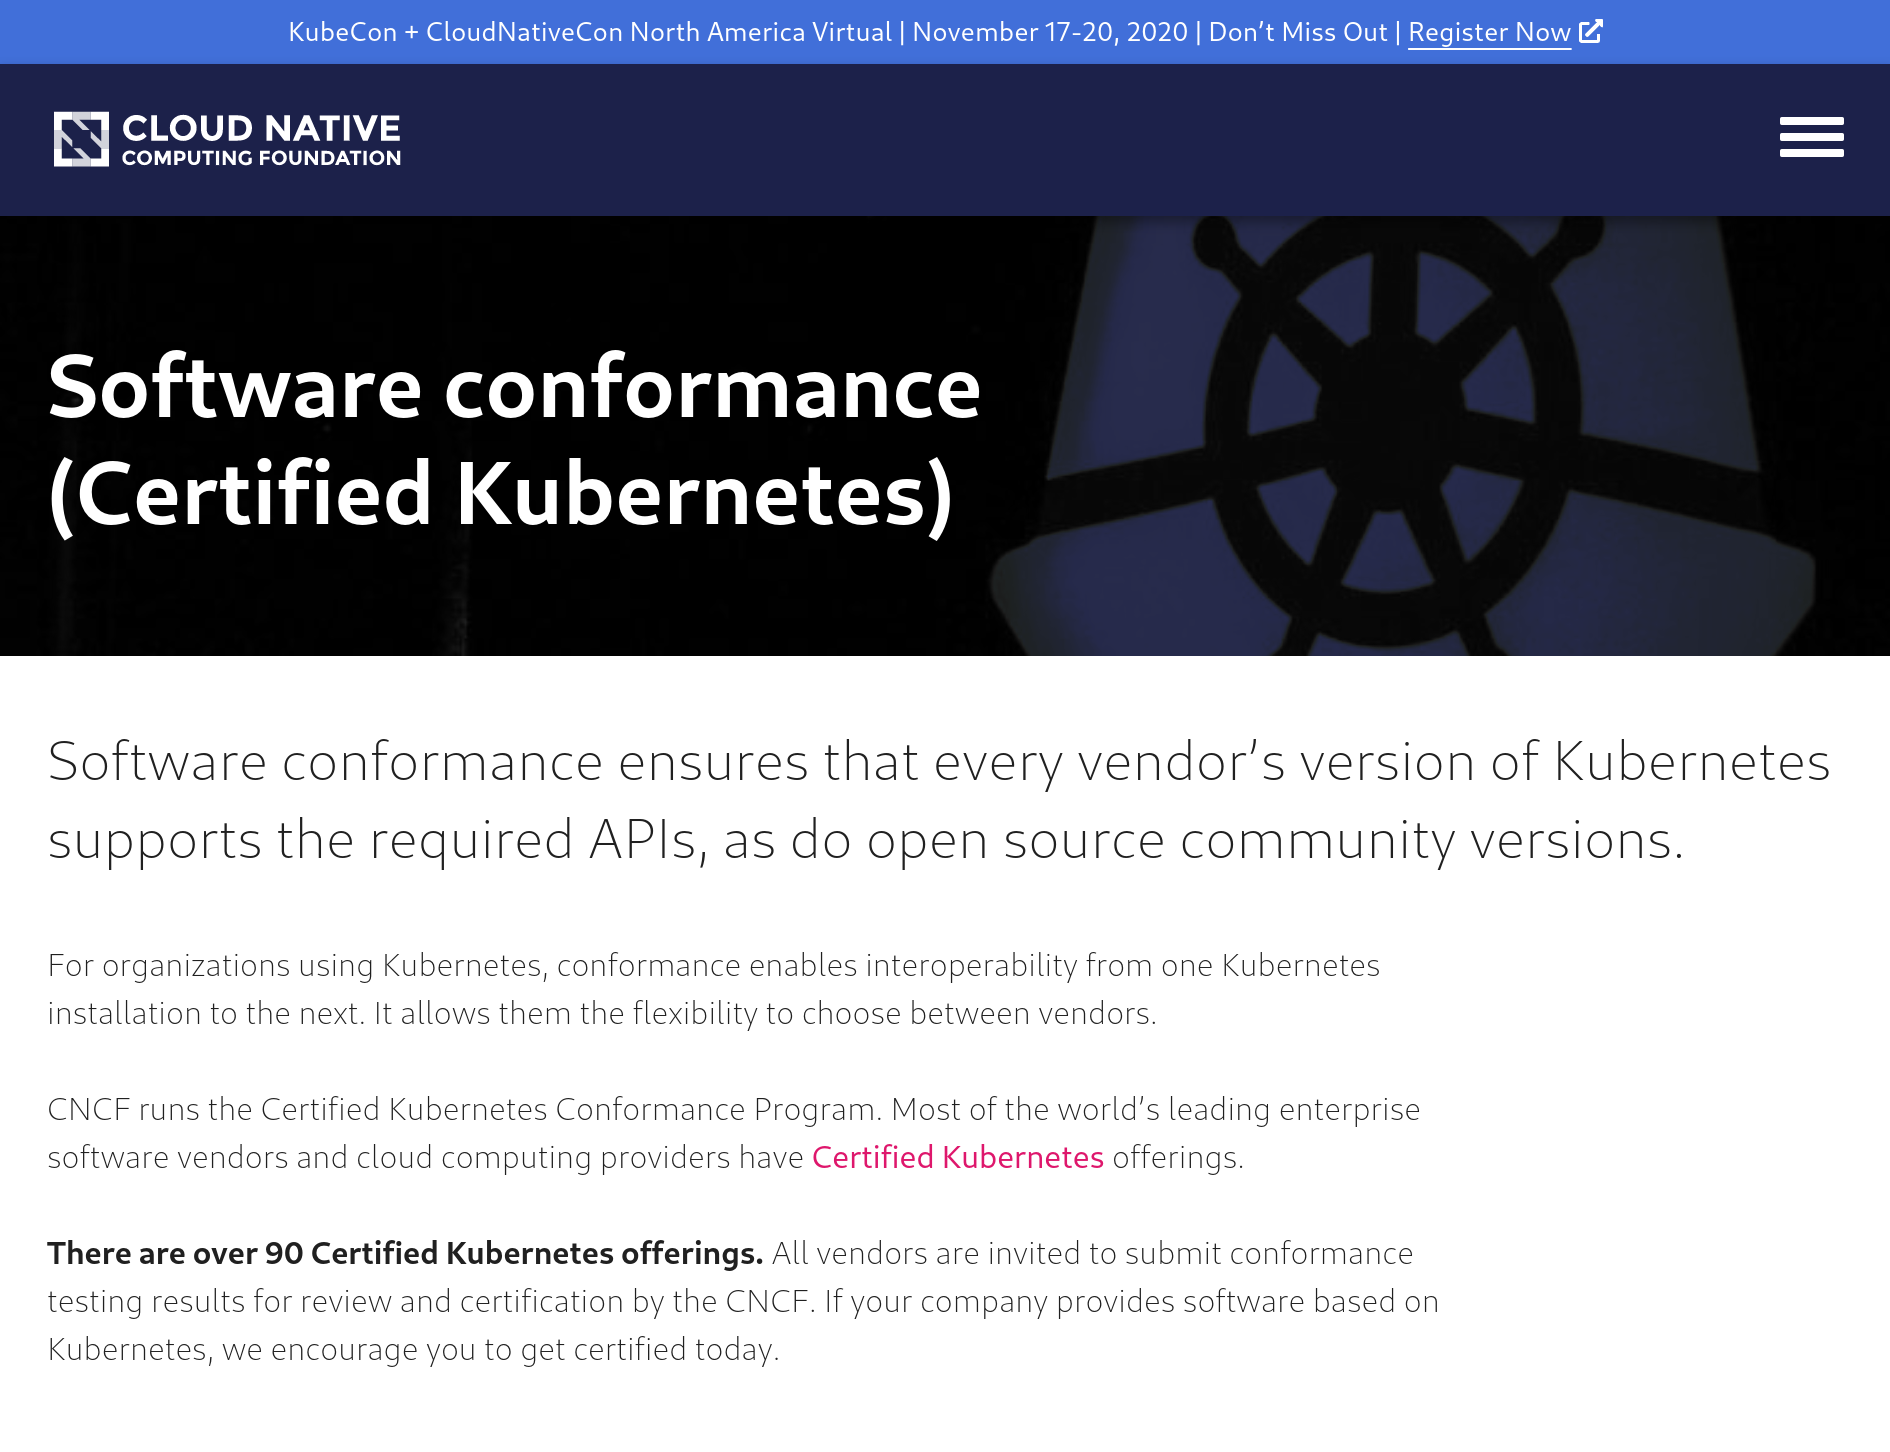 KubeCon + CloudNativeCon North America Virtual | November 17-20, 2020 | Don’t Miss Out | Register Now
CLOUD NATIVE
COMPUTING FOUNDATION
Software conformance
(Certified Kubernetes)
Software conformance ensures that every vendor’s version of Kubernetes
supports the required APIs, as do open source community versions.
For organizations using Kubernetes, conformance enables interoperability from one Kubernetes
installation to the next. It allows them the flexibility to choose between vendors.
CNCF runs the Certified Kubernetes Conformance Program. Most of the world’s leading enterprise
software vendors and cloud computing providers have Certified Kubernetes offerings.
There are over 90 Certified Kubernetes offerings. All vendors are invited to submit conformance
testing results for review and certification by the CNCF. If your company provides software based on
Kubernetes, we encourage you to get certified today.